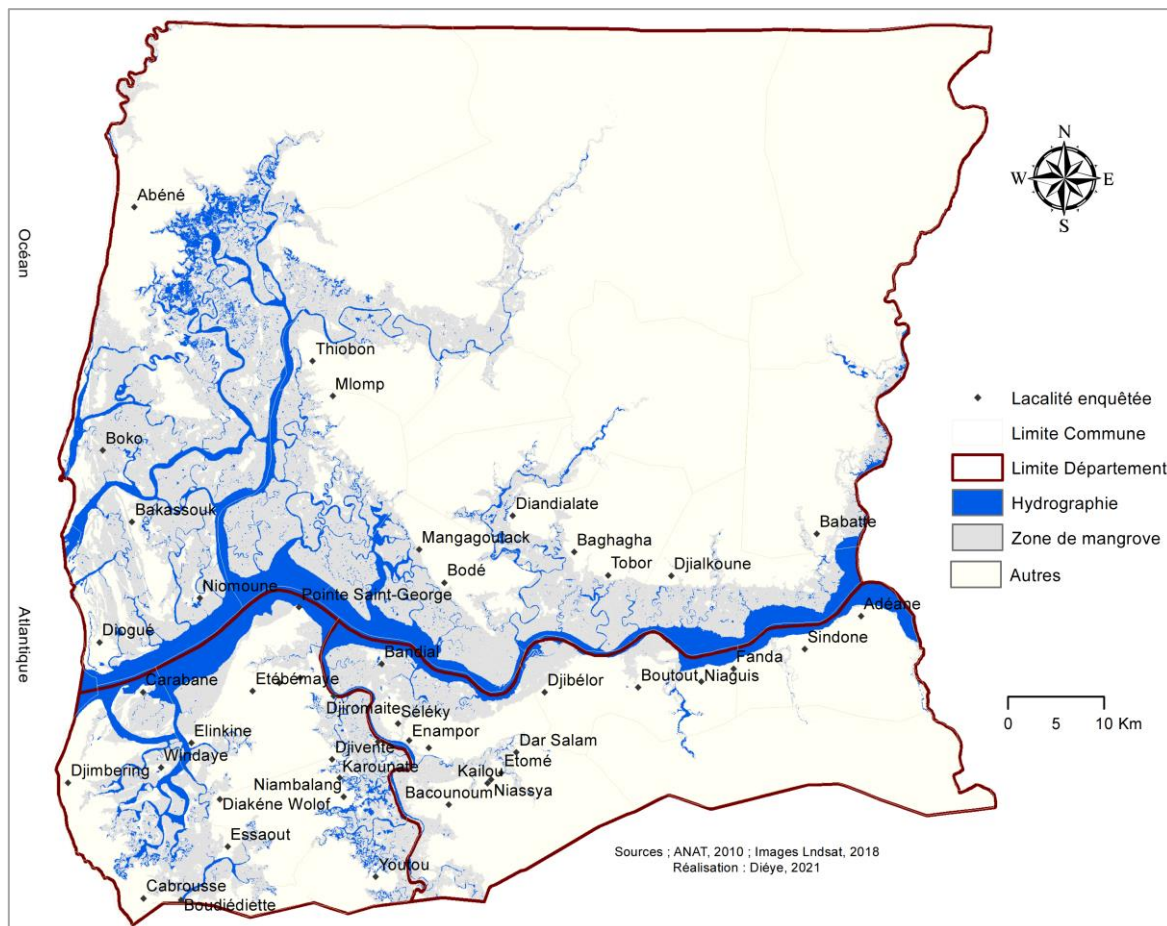 N
W E
S
Abéné
Océan
Thiobon
Mlomp
Lacalité enquêtée
Limite Commune
Boko
Limite Département
Hydrographie
Diandialate
Bakassouk
Babatte
Zone de mangrove
Mangagoulack
Baghagha
Bodé
Tobor
Djialkoune
Autres
Niomoune
Pointe Saint-George
Adéane
Atlantique
Diogué
Sindone
Bandial
Fanda
Carabane
Etébémaye
Djibélor
Boutout
Niaguis
Djiromaite
Séléky
0 10 Km
Elinkine
Enampor
Djivente
Dar Salam
Windaye
Etomé
Djimbering
Karounate
Kailou
Niambalang
Niassya
Diakéne Wolof
Bacounoum
Essaout
Sources ; ANAT, 2010 ; Images Lndsat, 2018
Réalisation : Diéye, 2021
Youtou
Cabrousse
Boudiédiette